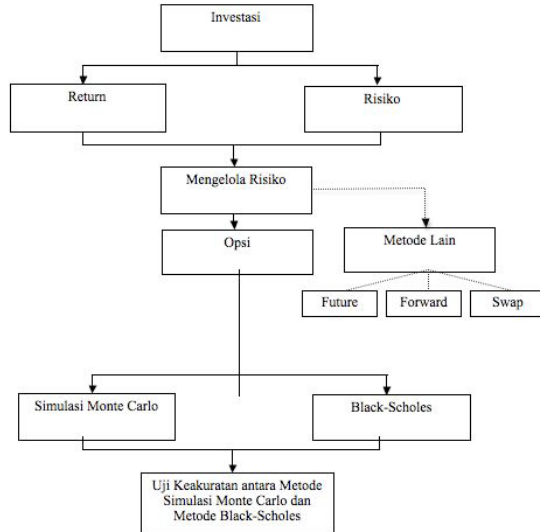 Investasi
Return
Risiko
Mengelola Risiko
Opsi
Metode Lain
Future
Forward
Swap
Simulasi Monte Carlo
Black-Scholes
Uji Keakuratan antara Metode
Simulasi Monte Carlo dan
Metode Black-Scholes